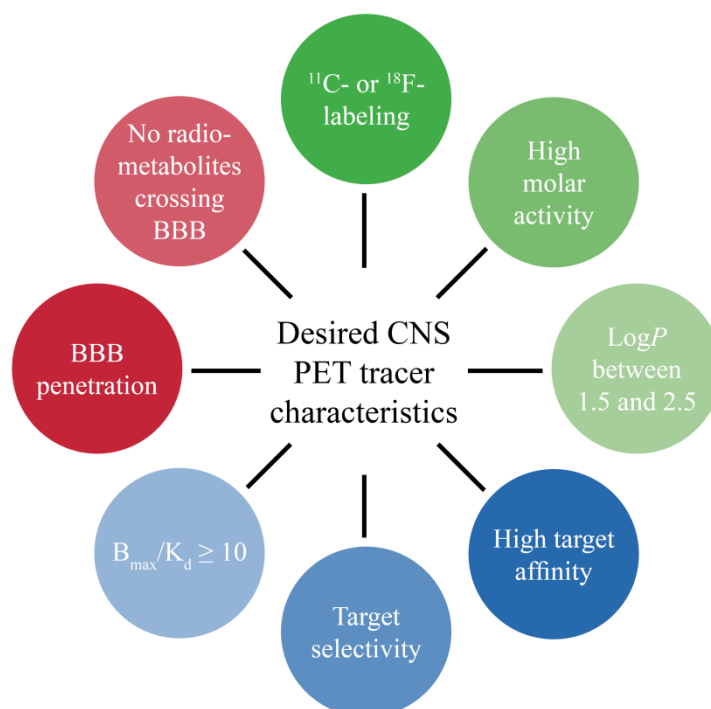 ¹¹C- or ¹⁸F-
labeling
High
molar
activity
LogP
between
1.5 and 2.5
High target
affinity
Target
selectivity
Bmax/Kd ≥ 10
BBB
penetration
No radio-
metabolites
crossing
BBB
Desired CNS
PET tracer
characteristics